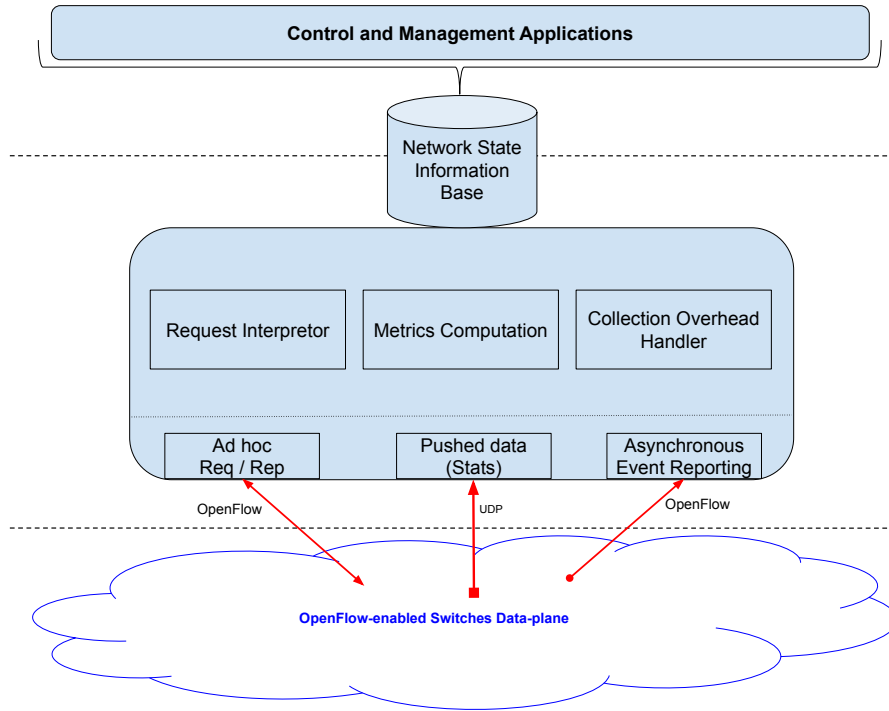 Control and Management Applications
Network State
Information
Base
Request Interpretor
Metrics Computation
Collection Overhead
Handler
Ad hoc
Req / Rep
Pushed data
(Stats)
Asynchronous
Event Reporting
OpenFlow
UDP
OpenFlow
OpenFlow-enabled Switches Data-plane